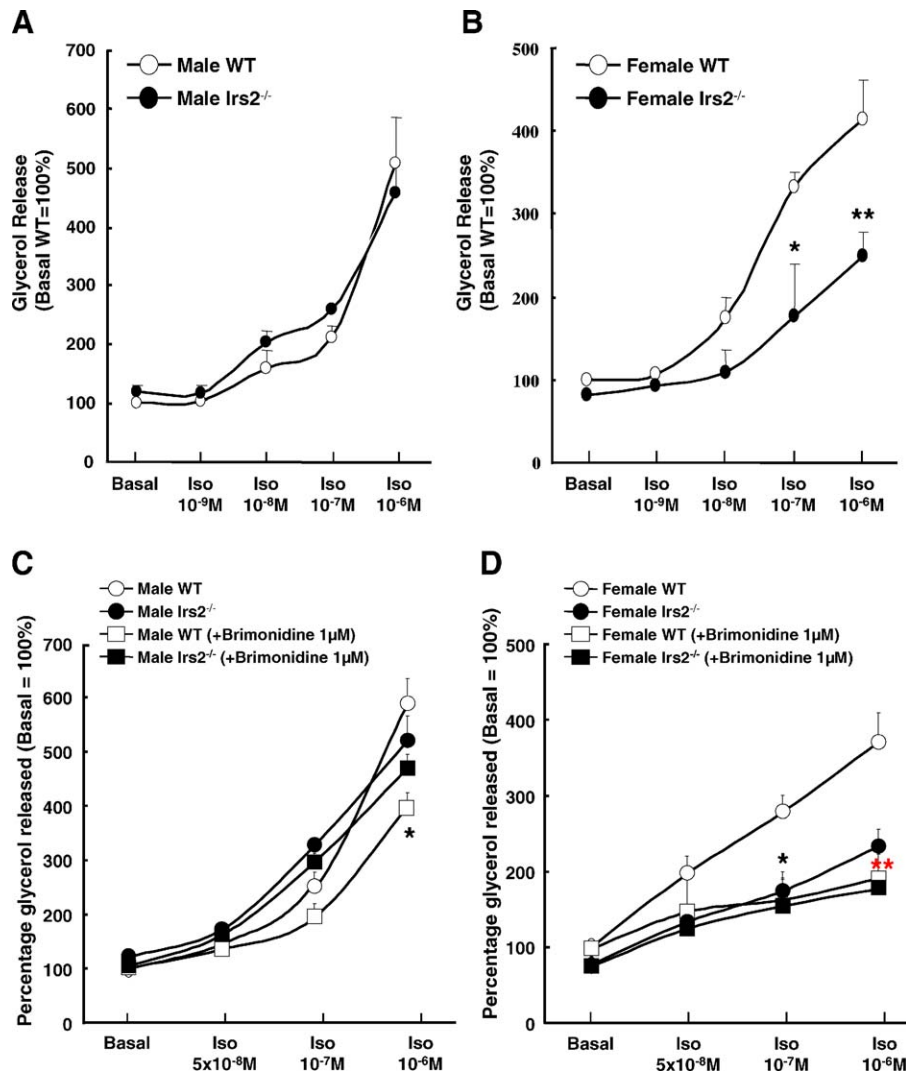 A
Glycerol Release
(Basal WT=100%)
700
600
500
400
300
200
100
0
Male WT
Male Irs2-/-
Basal
Iso
10-9M
Iso
10-8M
Iso
10-7M
Iso
10-6M
B
Glycerol Release
(Basal WT=100%)
500
400
300
200
100
0
Female WT
Female Irs2-/-
*
**
Basal
Iso
10-9M
Iso
10-8M
Iso
10-7M
Iso
10-6M
C
Percentage glycerol released (Basal = 100%)
Male WT
Male Irs2-/-
Male WT (+Brimonidine 1µM)
Male Irs2-/- (+Brimonidine 1µM)
700
600
500
400
300
200
100
0
*
Basal
Iso
5x10-8M
Iso
10-7M
Iso
10-6M
D
Percentage glycerol released (Basal = 100%)
Female WT
Female Irs2-/-
Female WT (+Brimonidine 1µM)
Female Irs2-/- (+Brimonidine 1µM)
500
400
300
200
100
0
*
**
Basal
Iso
5x10-8M
Iso
10-7M
Iso
10-6M